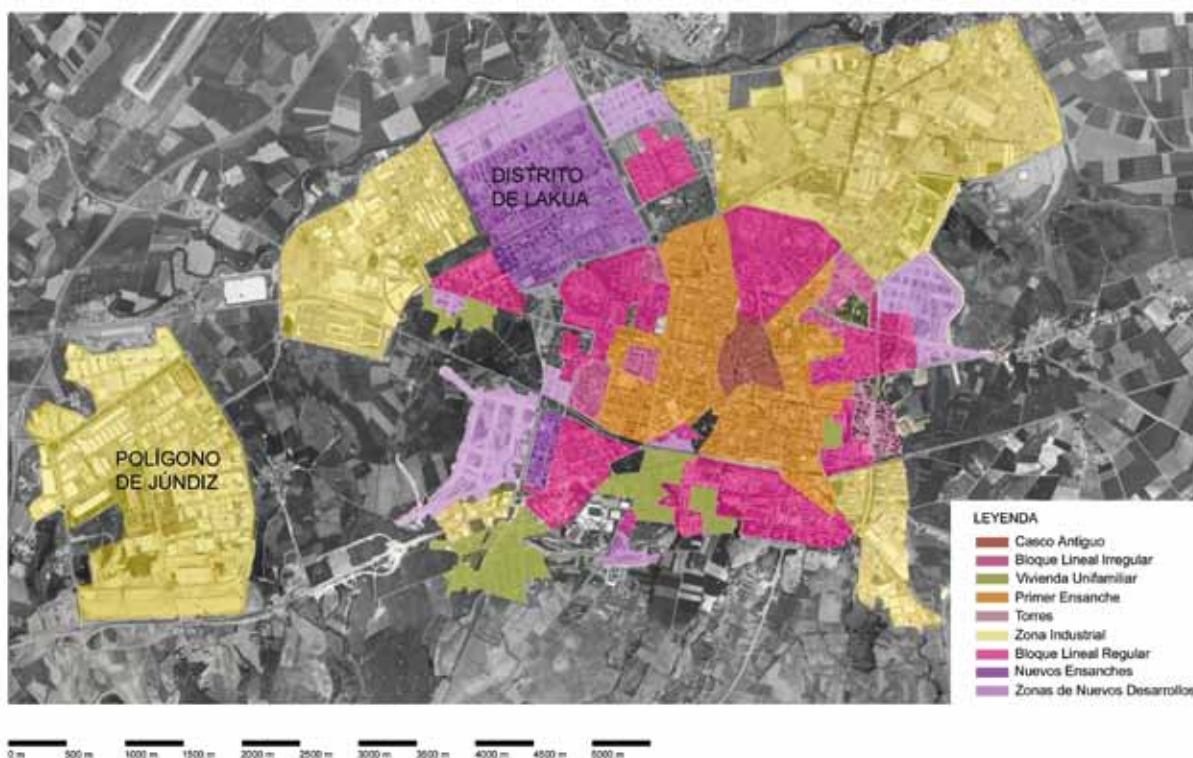 DISTRITO
DE LAKUA
POLÍGONO
DE JÚNDIZ
LEYENDA
Casco Antiguo
Bloque Lineal Irregular
Vivienda Unifamiliar
Primer Ensanche
Torres
Zona Industrial
Bloque Lineal Regular
Nuevos Ensanches
Zonas de Nuevos Desarrollos
0 m 500 m 1000 m 1500 m 2000 m 2500 m 3000 m 3500 m 4000 m 4500 m 5000 m